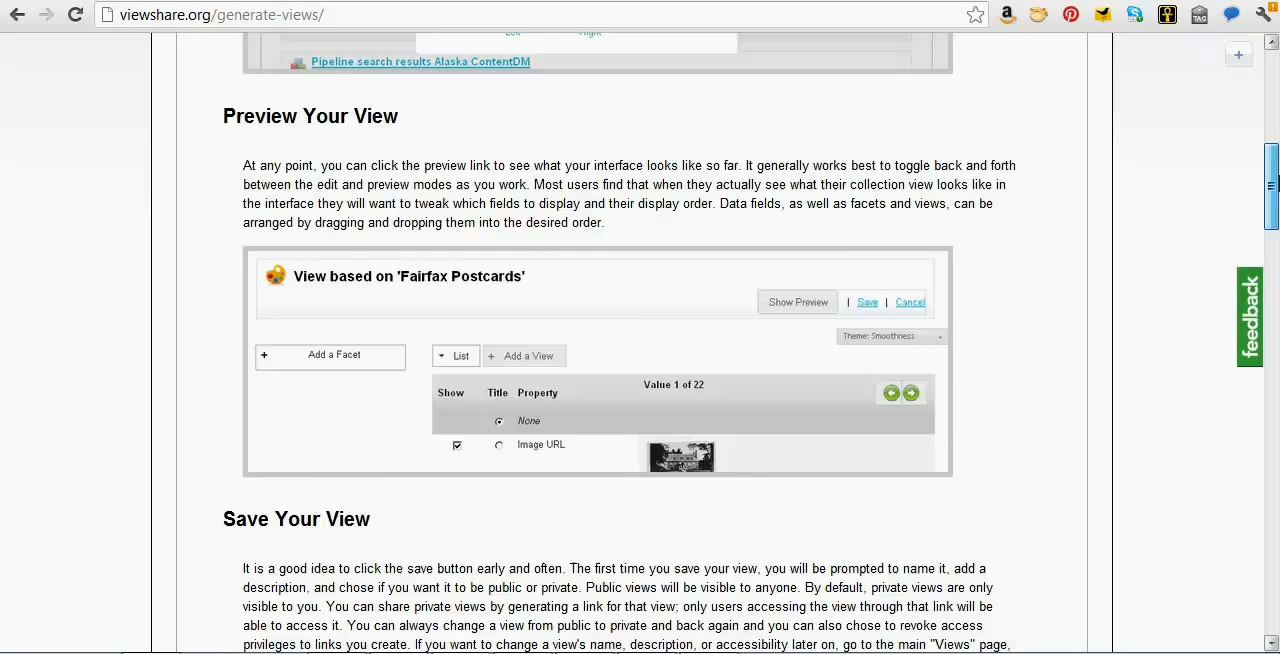 viewshare.org/generate-views/
TAG
Left Right
Pipeline search results Alaska ContentDM
+
Preview Your View
At any point, you can click the preview link to see what your interface looks like so far. It generally works best to toggle back and forth
between the edit and preview modes as you work. Most users find that when they actually see what their collection view looks like in
the interface they will want to tweak which fields to display and their display order. Data fields, as well as facets and views, can be
arranged by dragging and dropping them into the desired order.
View based on 'Fairfax Postcards'
Show Preview | Save | Cancel
Theme: Smoothness
+ Add a Facet
List + Add a View
Show Title Property Value 1 of 22
None
Image URL
feedback
Save Your View
It is a good idea to click the save button early and often. The first time you save your view, you will be prompted to name it, add a
description, and chose if you want it to be public or private. Public views will be visible to anyone. By default, private views are only
visible to you. You can share private views by generating a link for that view; only users accessing the view through that link will be
able to access it. You can always change a view from public to private and back again and you can also chose to revoke access
privileges to links you create. If you want to change a view's name, description, or accessibility later on, go to the main "Views" page,